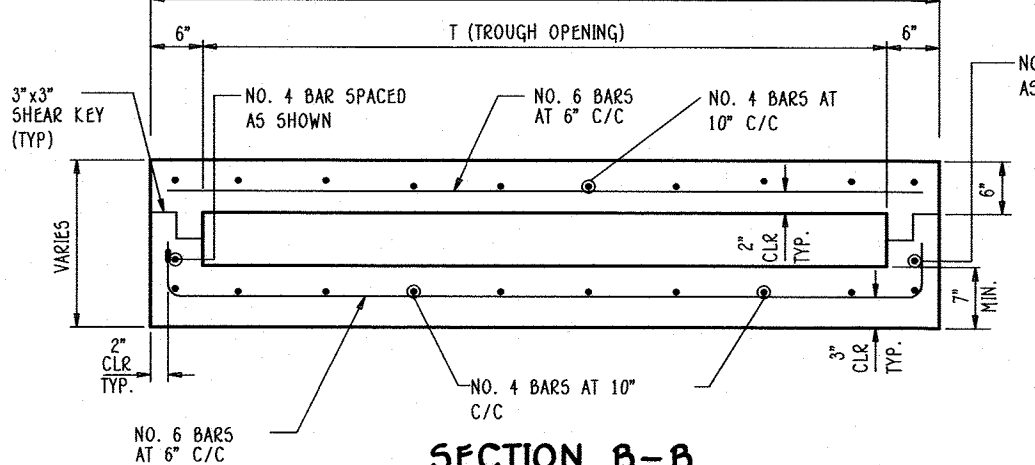 6"
T (TROUGH OPENING)
6"
3"x3"
SHEAR KEY
(TYP)
NO. 4 BAR SPACED
AS SHOWN
NO. 6 BARS
AT 6" C/C
NO. 4 BARS AT
10" C/C
VARIES
6"
2"
CLR
TYP.
7"
MIN.
2"
CLR
TYP.
3"
CLR
TYP.
NO. 4 BARS AT 10"
C/C
NO. 6 BARS
AT 6" C/C
SECTION B-B